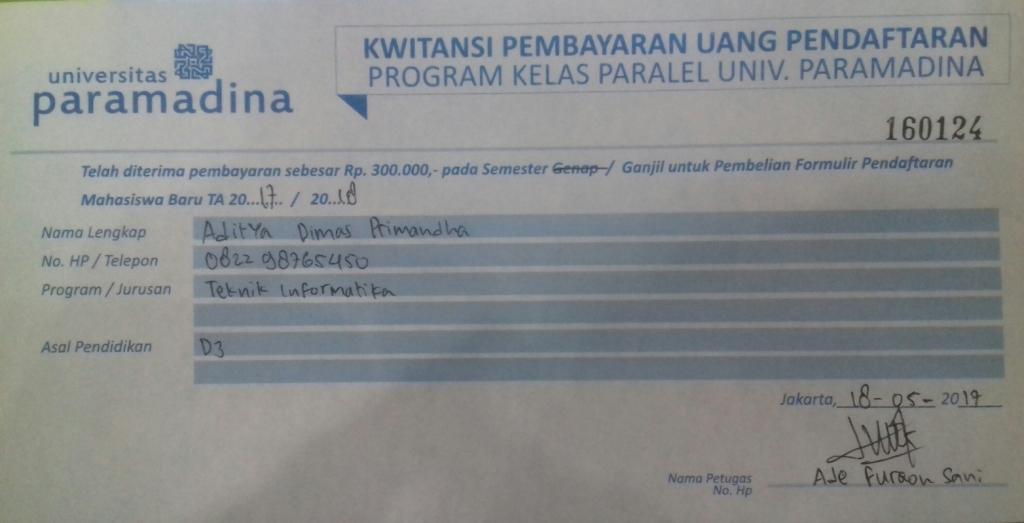 universitas
paramadina
KWITANSI PEMBAYARAN UANG PENDAFTARAN
PROGRAM KELAS PARALEL UNIV. PARAMADINA
160124
Telah diterima pembayaran sebesar Rp. 300.000,- pada Semester Genap / Ganjil untuk Pembelian Formulir Pendaftaran
Mahasiswa Baru TA 20...17.. / 20..18
Nama Lengkap Aditya Dimas Primandha
No. HP / Telepon 0822 98765450
Program / Jurusan Teknik Informatika
Asal Pendidikan D3
Jakarta, 18-05-2017
Nama Petugas Ade Sani
No. Hp